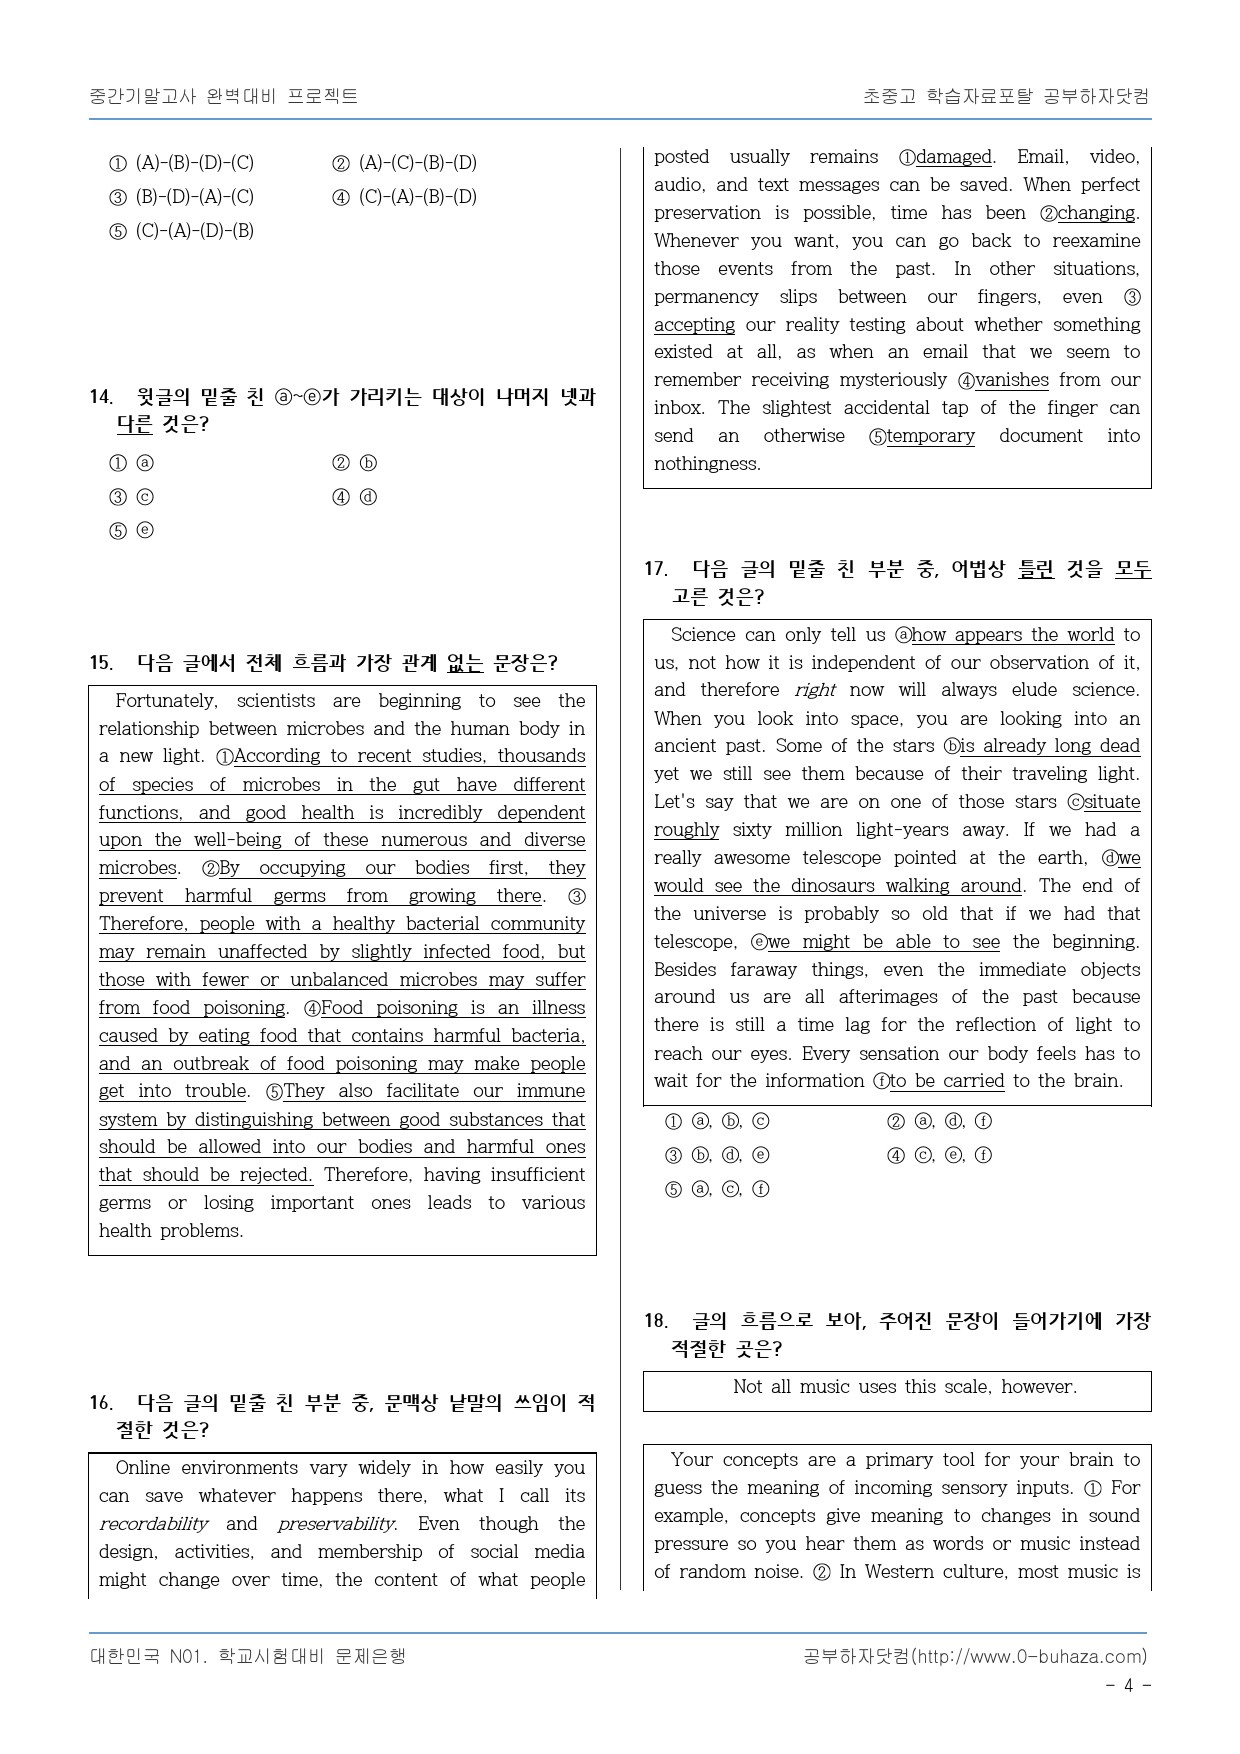 중간기말고사 완벽대비 프로젝트
초중고 학습자료포탈 공부하자닷컴
① (A)-(B)-(D)-(C) ② (A)-(C)-(B)-(D)
③ (B)-(D)-(A)-(C) ④ (C)-(A)-(B)-(D)
⑤ (C)-(A)-(D)-(B)
14. 윗글의 밑줄 친 ⓐ~ⓔ가 가리키는 대상이 나머지 넷과
다른 것은?
① ⓐ ② ⓑ
③ ⓒ ④ ⓓ
⑤ ⓔ
15. 다음 글에서 전체 흐름과 가장 관계 없는 문장은?
Fortunately, scientists are beginning to see the
relationship between microbes and the human body in
a new light. ①According to recent studies, thousands
of species of microbes in the gut have different
functions, and good health is incredibly dependent
upon the well-being of these numerous and diverse
microbes. ②By occupying our bodies first, they
prevent harmful germs from growing there. ③
Therefore, people with a healthy bacterial community
may remain unaffected by slightly infected food, but
those with fewer or unbalanced microbes may suffer
from food poisoning. ④Food poisoning is an illness
caused by eating food that contains harmful bacteria,
and an outbreak of food poisoning may make people
get into trouble. ⑤They also facilitate our immune
system by distinguishing between good substances that
should be allowed into our bodies and harmful ones
that should be rejected. Therefore, having insufficient
germs or losing important ones leads to various
health problems.
16. 다음 글의 밑줄 친 부분 중, 문맥상 낱말의 쓰임이 적
절한 것은?
Online environments vary widely in how easily you
can save whatever happens there, what I call its
recordability and preservability. Even though the
design, activities, and membership of social media
might change over time, the content of what people
posted usually remains ①damaged. Email, video,
audio, and text messages can be saved. When perfect
preservation is possible, time has been ②changing.
Whenever you want, you can go back to reexamine
those events from the past. In other situations,
permanency slips between our fingers, even ③
accepting our reality testing about whether something
existed at all, as when an email that we seem to
remember receiving mysteriously ④vanishes from our
inbox. The slightest accidental tap of the finger can
send an otherwise ⑤temporary document into
nothingness.
17. 다음 글의 밑줄 친 부분 중, 어법상 틀린 것을 모두
고른 것은?
Science can only tell us ⓐhow appears the world to
us, not how it is independent of our observation of it,
and therefore right now will always elude science.
When you look into space, you are looking into an
ancient past. Some of the stars ⓑis already long dead
yet we still see them because of their traveling light.
Let's say that we are on one of those stars ⓒsituate
roughly sixty million light-years away. If we had a
really awesome telescope pointed at the earth, ⓓwe
would see the dinosaurs walking around. The end of
the universe is probably so old that if we had that
telescope, ⓔwe might be able to see the beginning.
Besides faraway things, even the immediate objects
around us are all afterimages of the past because
there is still a time lag for the reflection of light to
reach our eyes. Every sensation our body feels has to
wait for the information ⓕto be carried to the brain.
① ⓐ, ⓑ, ⓒ ② ⓐ, ⓓ, ⓕ
③ ⓑ, ⓓ, ⓔ ④ ⓒ, ⓔ, ⓕ
⑤ ⓐ, ⓒ, ⓕ
18. 글의 흐름으로 보아, 주어진 문장이 들어가기에 가장
적절한 곳은?
Not all music uses this scale, however.
Your concepts are a primary tool for your brain to
guess the meaning of incoming sensory inputs. ① For
example, concepts give meaning to changes in sound
pressure so you hear them as words or music instead
of random noise. ② In Western culture, most music is
대한민국 N01. 학교시험대비 문제은행
공부하자닷컴(http://www.0-buhaza.com)
- 4 -